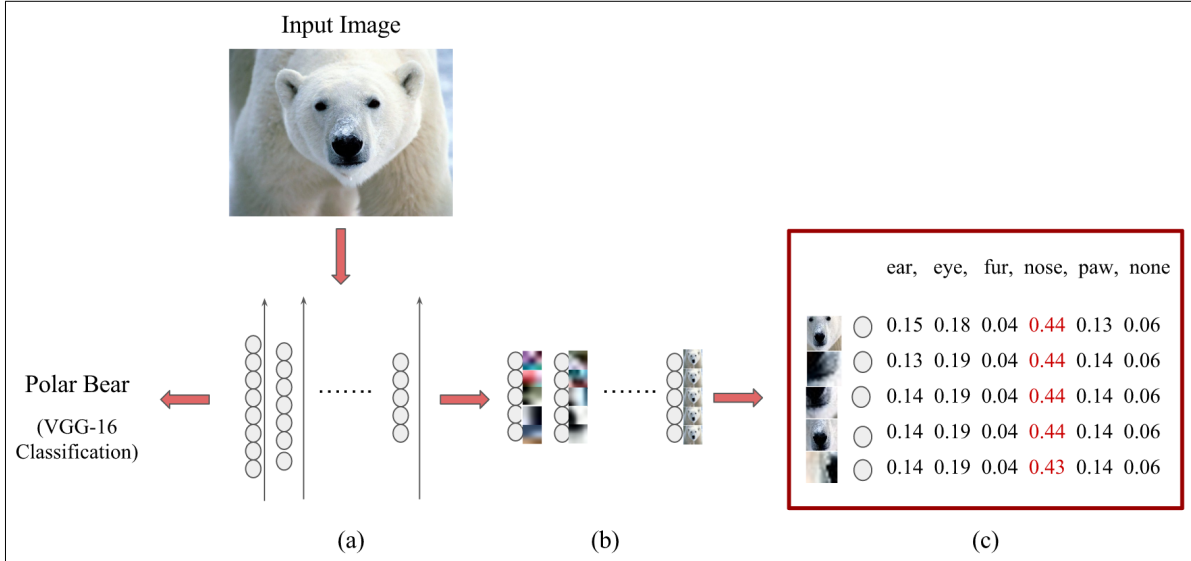 Input Image
ear, eye, fur, nose, paw, none
0.15 0.18 0.04 0.44 0.13 0.06
0.13 0.19 0.04 0.44 0.14 0.06
0.14 0.19 0.04 0.44 0.14 0.06
0.14 0.19 0.04 0.44 0.14 0.06
0.14 0.19 0.04 0.43 0.14 0.06
Polar Bear
(VGG-16
Classification)
.......
.......
(a)
(b)
(c)